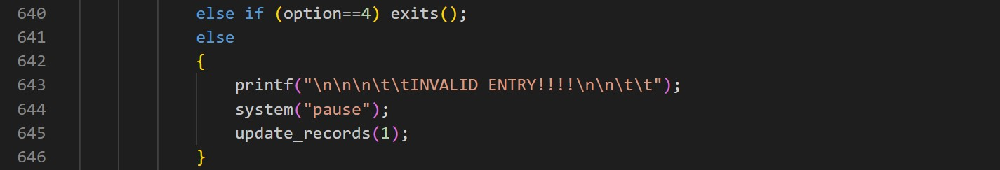 640 else if (option==4) exits();
641 else
642 {
643 printf("\n\n\n\t\tINVALID ENTRY!!!!\n\n\t\t");
644 system("pause");
645 update_records(1);
646 }